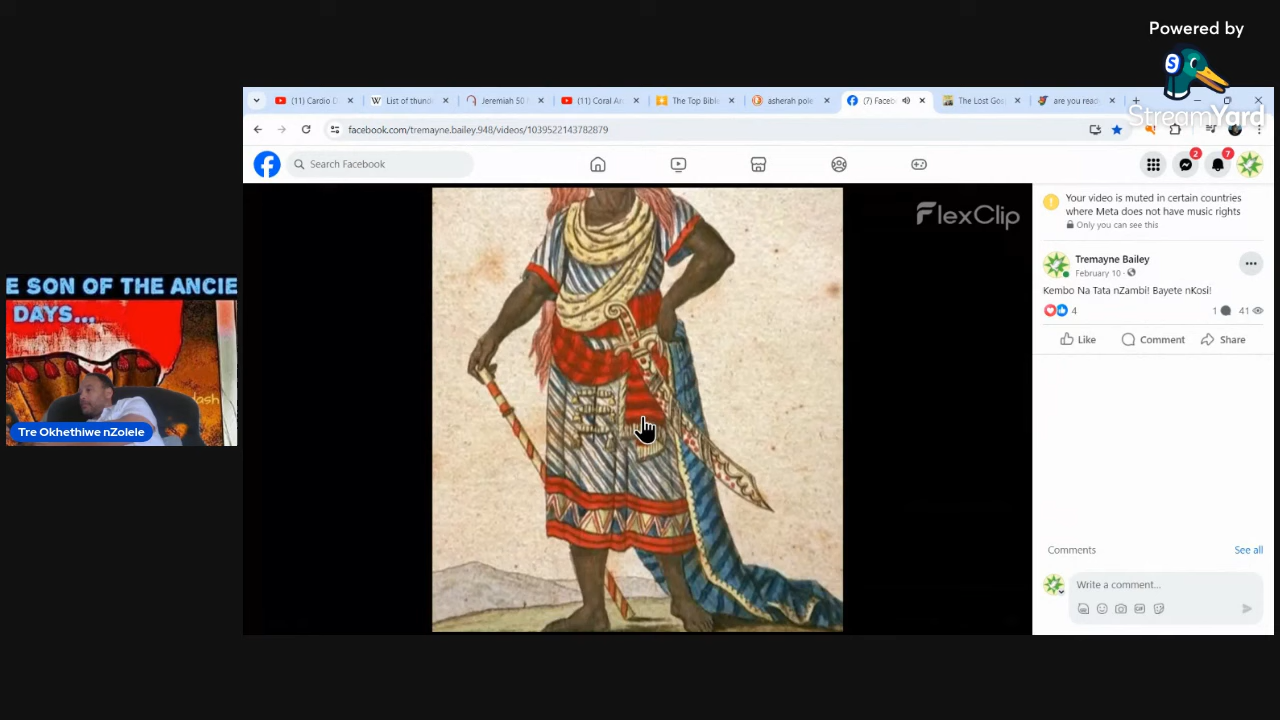 Powered by
StreamYard
(11) Cardio D
List of thund
Jeremiah 50 F
(11) Coral Ar
The Top Bible
asherah pole
(7) Faceb
The Lost Go
are you read
facebook.com/tremayne.bailey.948/videos/1039522143782879
Search Facebook
2
7
FlexClip
Your video is muted in certain countries
where Meta does not have music rights
Only you can see this
Tremayne Bailey
February 10
Kembo Na Tata nZambi! Bayete nKosi!
4
1
41
Like
Comment
Share
Comments
See all
Write a comment...
E SON OF THE ANCIE
DAYS...
Tre Okhethiwe nZolele